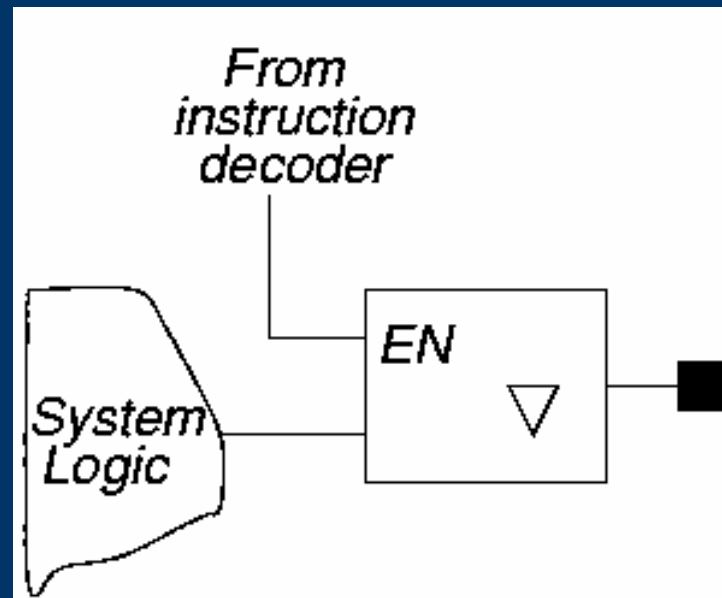 From
instruction
decoder
EN
System
Logic